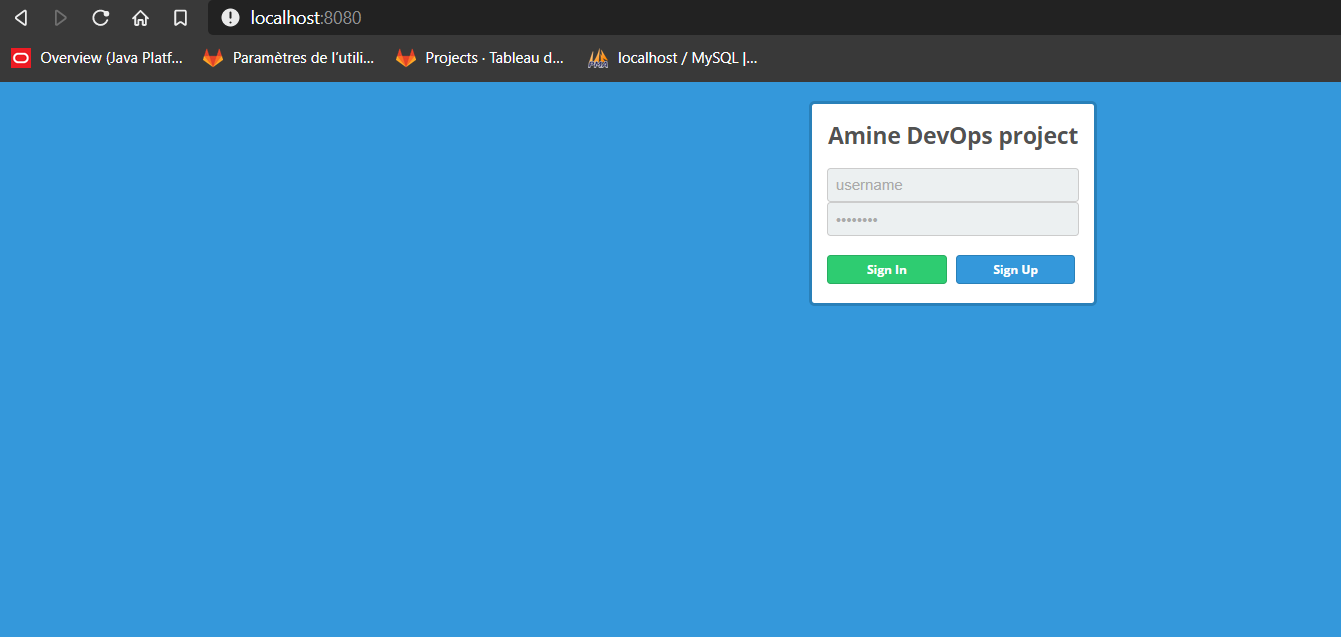 localhost:8080
Overview (Java Platf... Paramètres de l'utili... Projects · Tableau d... localhost / MySQL |...
Amine DevOps project
username
••••••••
Sign In Sign Up